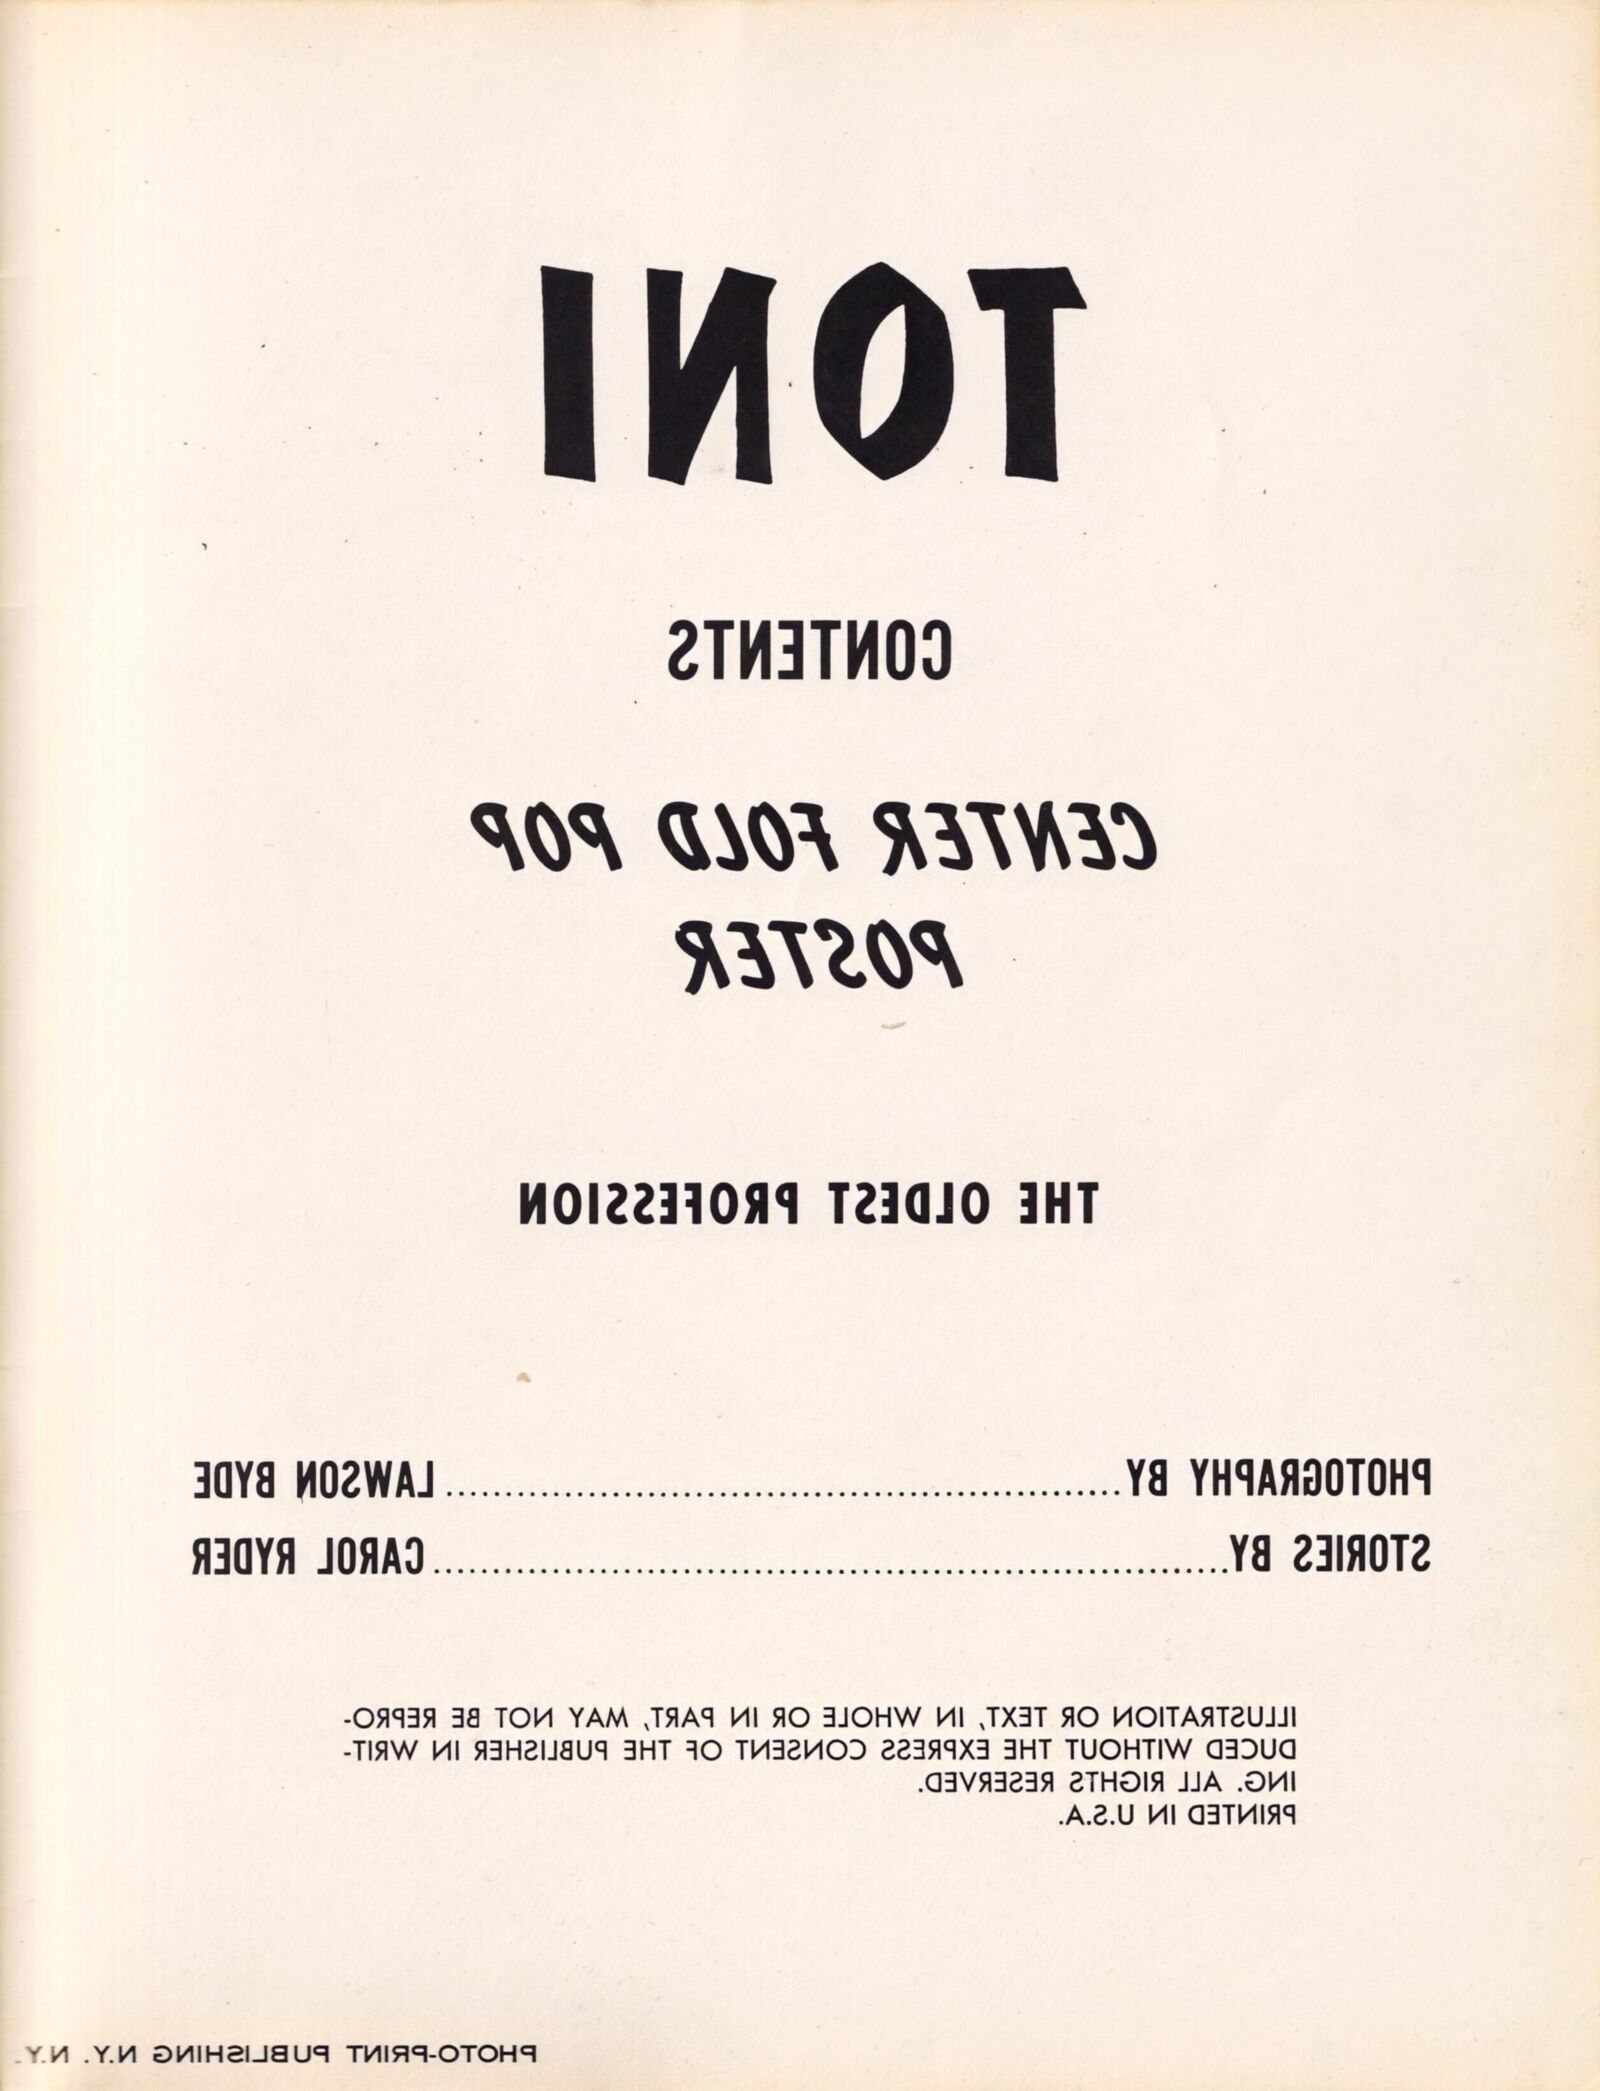 TONI
CONTENTS
CENTER FOLD POP
POSTER
THE OLDEST PROFESSION
PHOTOGRAPHY BY........................................................LAWSON BYDE
STORIES BY..................................................................CAROL RYDER
ILLUSTRATION OR TEXT, IN WHOLE OR IN PART, MAY NOT BE REPRO-
DUCED WITHOUT THE EXPRESS CONSENT OF THE PUBLISHER IN WRIT-
ING. ALL RIGHTS RESERVED.
PRINTED IN U.S.A.
PHOTO-PRINT PUBLISHING N.Y. N.Y.